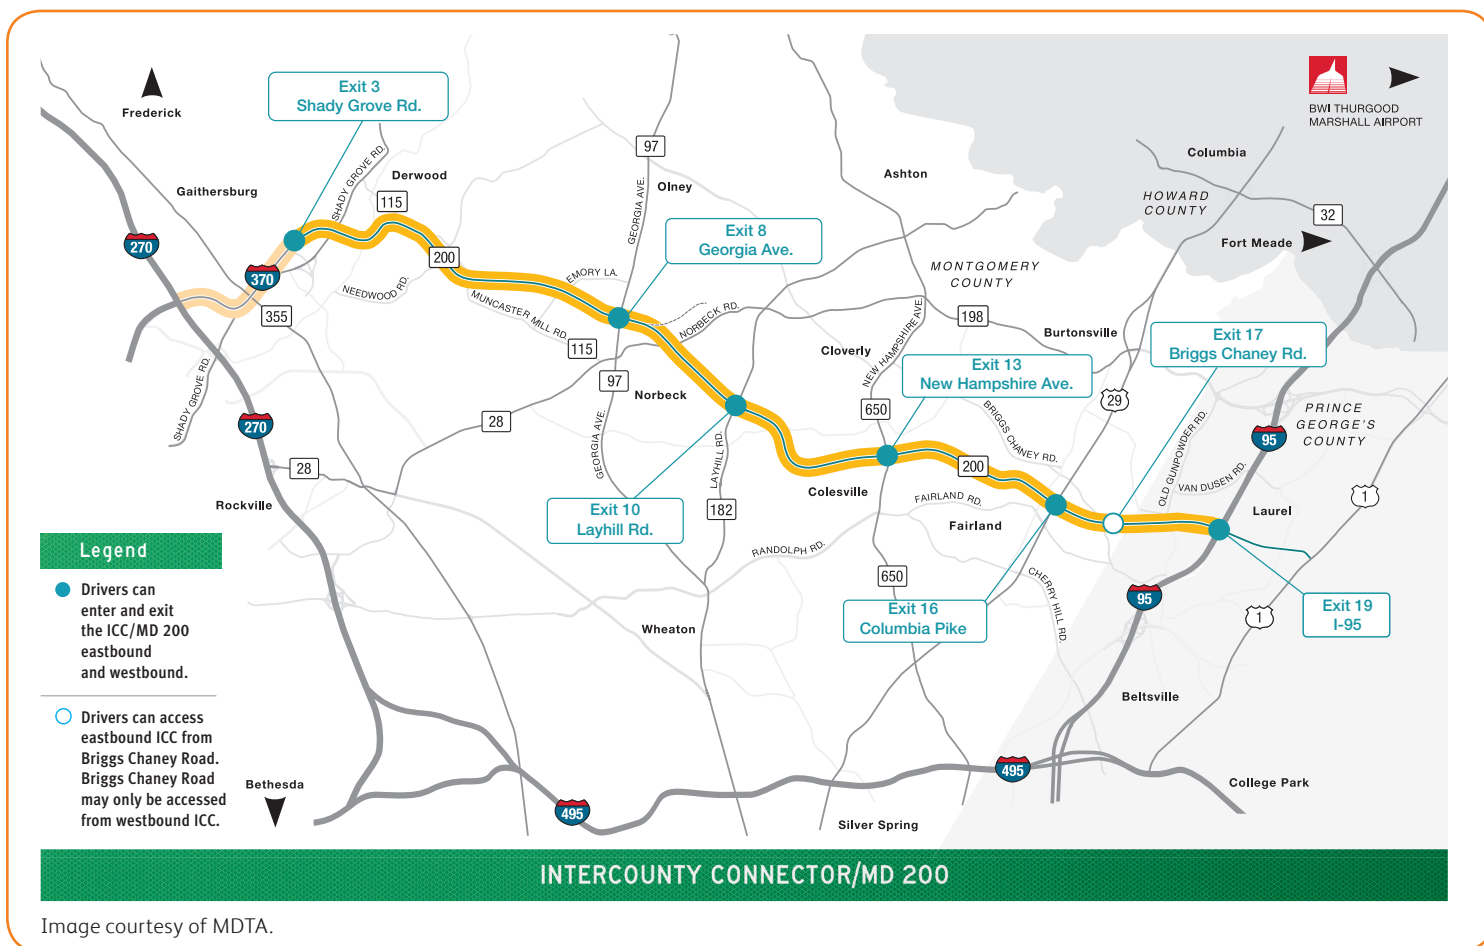 Frederick
Exit 3
Shady Grove Rd.
BWI THURGOOD
MARSHALL AIRPORT
Gaithersburg
SHADY GROVE RD.
Derwood
115
97
Olney
GEORGIA AVE.
Ashton
Columbia
HOWARD
COUNTY
32
Fort Meade
270
370
200
Exit 8
Georgia Ave.
MONTGOMERY
COUNTY
EMORY LA.
NEEDWOOD RD.
MUNCASTER MILL RD.
355
115
NORBECK RD.
NEW HAMPSHIRE AVE.
198
Burtonsville
Cloverly
Exit 17
Briggs Chaney Rd.
Exit 13
New Hampshire Ave.
SHADY GROVE RD.
97
Norbeck
650
29
BRIGGS CHANEY RD.
OLD GUNPOWDER RD.
PRINCE
GEORGE'S
COUNTY
95
270
28
28
GEORGIA AVE.
LAYHILL RD.
200
VAN DUSEN RD.
1
Rockville
Colesville
FAIRLAND RD.
Fairland
Laurel
Exit 10
Layhill Rd.
182
RANDOLPH RD.
650
CHERRY HILL RD.
95
1
Exit 16
Columbia Pike
Exit 19
I-95
Wheaton
Beltsville
495
College Park
495
Silver Spring
Legend
Drivers can
enter and exit
the ICC/MD 200
eastbound
and westbound.
Drivers can access
eastbound ICC from
Briggs Chaney Road.
Briggs Chaney Road
may only be accessed
from westbound ICC.
Bethesda
INTERCOUNTY CONNECTOR/MD 200
Image courtesy of MDTA.